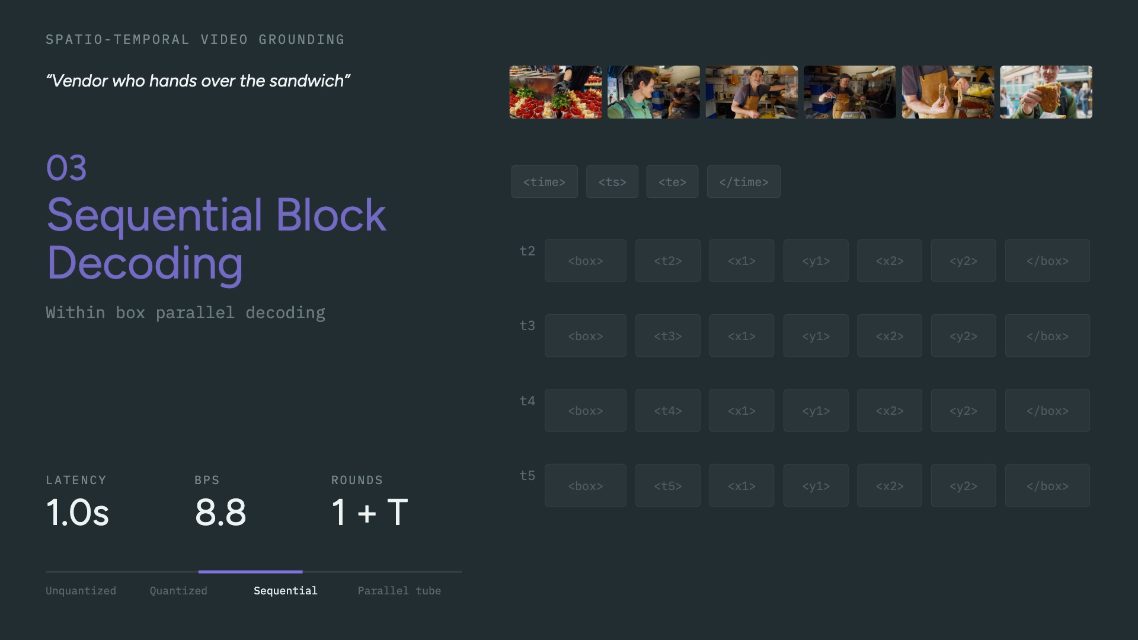 SPATIO-TEMPORAL VIDEO GROUNDING
“Vendor who hands over the sandwich”
03
Sequential Block
Decoding
Within box parallel decoding
LATENCY BPS ROUNDS
1.0s 8.8 1 + T
Unquantized Quantized Sequential Parallel tube
<time> <ts> <te> </time>
t2 <box> <t2> <x1> <y1> <x2> <y2> </box>
t3 <box> <t3> <x1> <y1> <x2> <y2> </box>
t4 <box> <t4> <x1> <y1> <x2> <y2> </box>
t5 <box> <t5> <x1> <y1> <x2> <y2> </box>